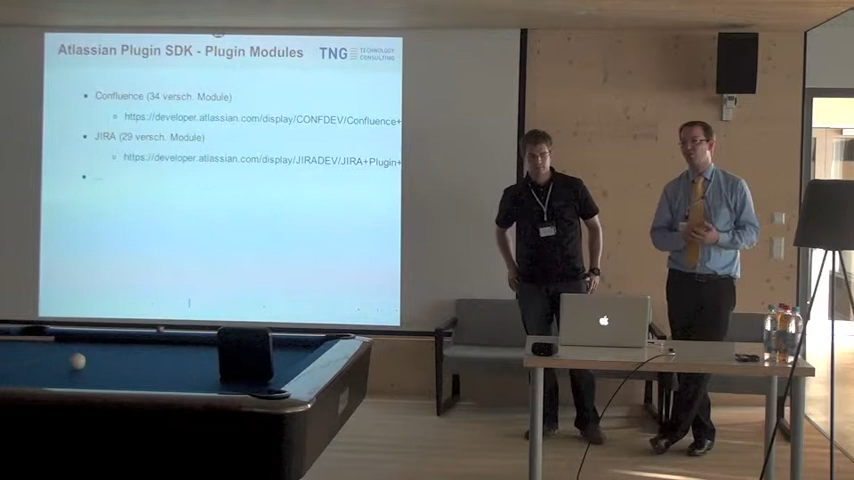 Atlassian Plugin SDK - Plugin Modules
TNG TECHNOLOGY
CONSULTING
Confluence (34 versch. Module)
https://developer.atlassian.com/display/CONFDEV/Confluence+
JIRA (29 versch. Module)
https://developer.atlassian.com/display/JIRADEV/JIRA+Plugin+
...